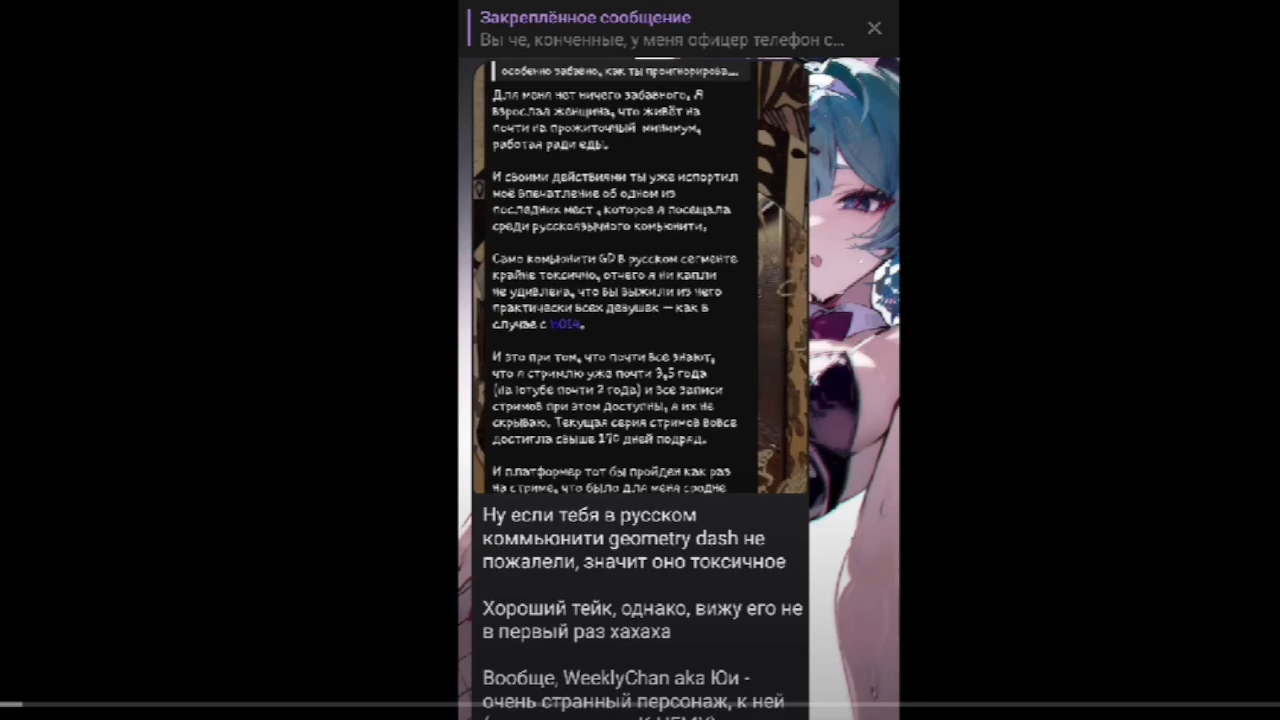 Закреплённое сообщение
Вы че, конченные, у меня офицер телефон с...
особенно забавно, как ты проигнорирова...
Для меня нет ничего забавного. Я
взрослая женщина, что живёт на
почти на прожиточный минимум,
работая ради еды.
И своими действиями ты уже испортил
моё впечатление об одном из
последних мест , которое я посещала
среди русскоязычного комьюнити.
Само комьюнити GD в русском сегменте
крайне токсично, отчего я ни капли
не удивлена, что вы выжили из него
практически всех девушек — как в
случае с
И это при том, что почти все знают,
что я стримлю уже почти 3,5 года
(на ютубе почти 2 года) и все записи
стримов при этом доступны, я их не
скрываю. Текущая серия стримов вовсе
достигла свыше 170 дней подряд.
И платформер тот бы пройден как раз
на стриме, что было для меня сродне
Ну если тебя в русском
коммьюнити geometry dash не
пожалели, значит оно токсичное
Хороший тейк, однако, вижу его не
в первый раз хахаха
Вообще, WeeklyChan aka Юи -
очень странный персонаж, к ней